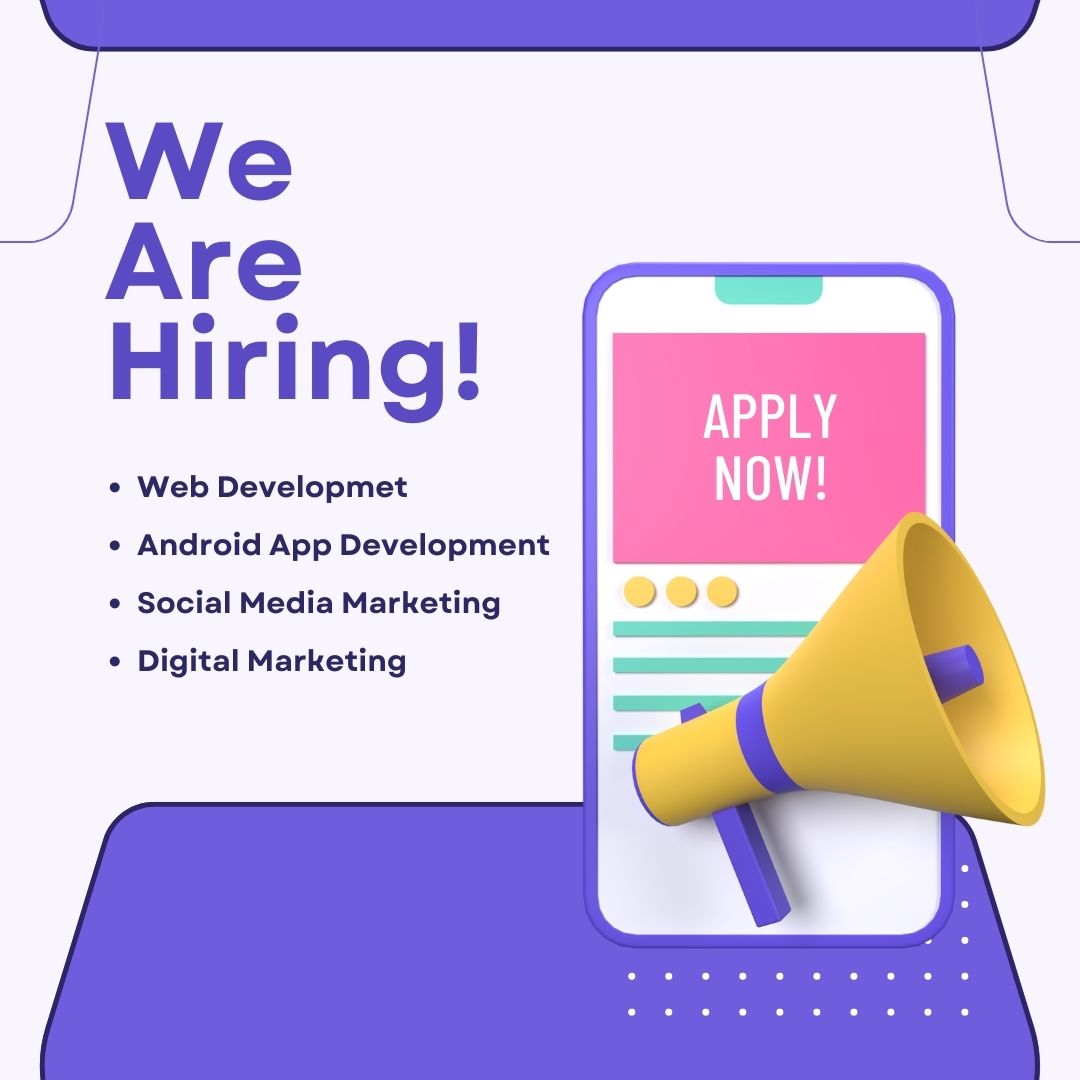 We
Are
Hiring!
• Web Developmet
• Android App Development
• Social Media Marketing
• Digital Marketing
APPLY
NOW!